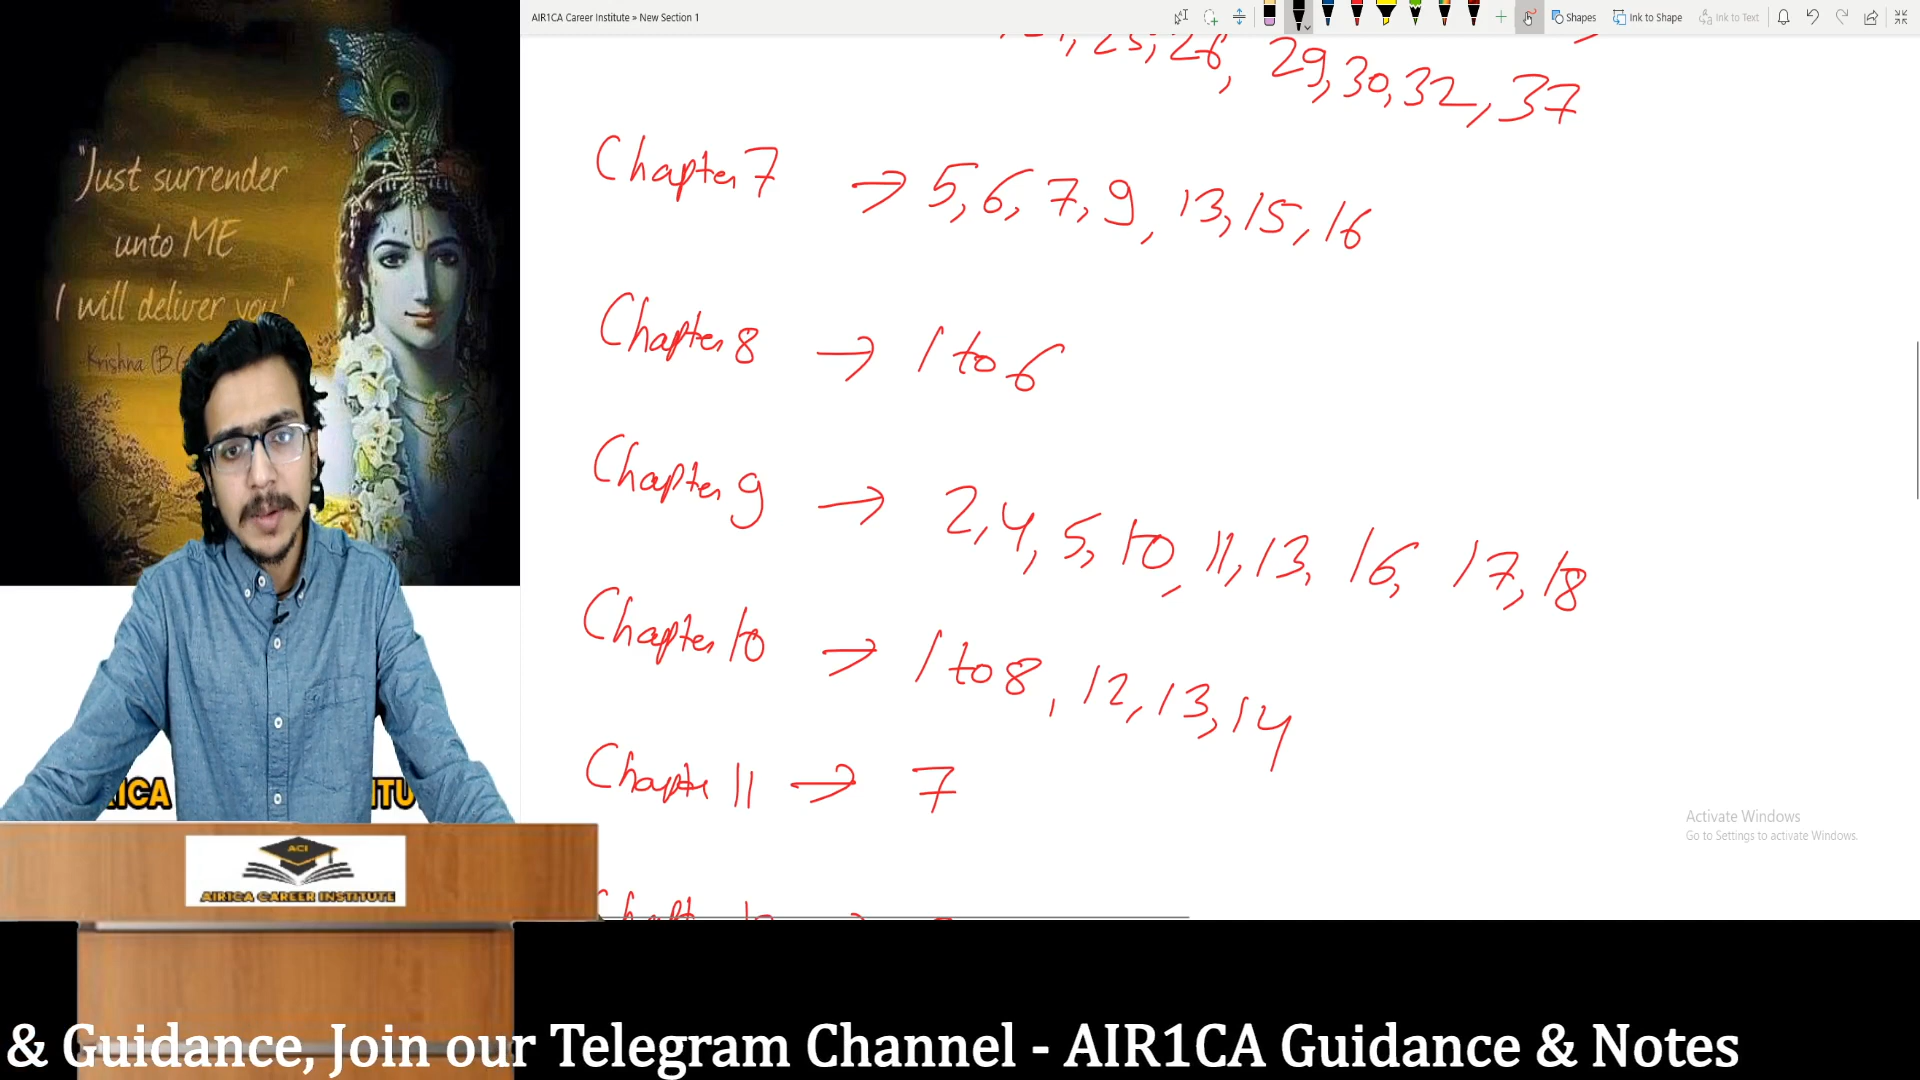 AIR1CA Career Institute » New Section 1
Shapes
Ink to Shape
Ink to Text
26, 29, 30, 32, 37
"Just surrender
unto ME
I will deliver you!"
Krishna (B.G
Chapter 7 → 5, 6, 7, 9, 13, 15, 16
Chapter 8 → 1 to 6
Chapter 9 → 2, 4, 5, 10, 11, 13, 16, 17, 18
Chapter 10 → 1 to 8, 12, 13, 14
Chapter 11 → 7
ICA
ITU
ACI
AIR1CA CAREER INSTITUTE
Activate Windows
Go to Settings to activate Windows.
& Guidance, Join our Telegram Channel - AIR1CA Guidance & Notes